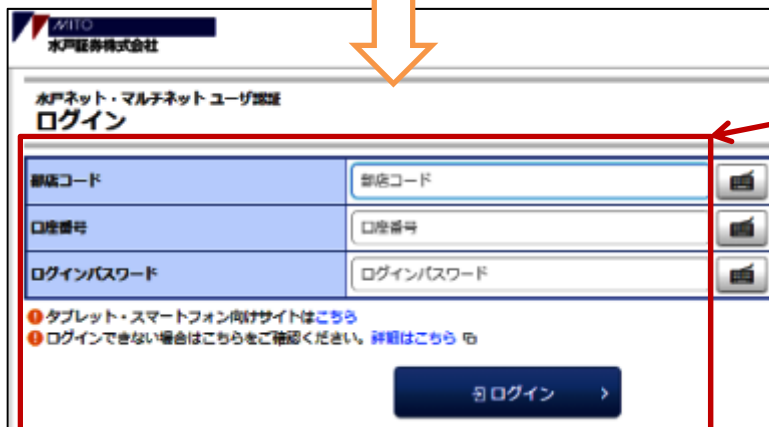 MITO
水戸証券株式会社
水戸ネット・マルチネット ユーザ認証
ログイン
部店コード 部店コード
口座番号 口座番号
ログインパスワード ログインパスワード
タブレット・スマートフォン向けサイトはこちら
ログインできない場合はこちらをご確認ください。詳細はこちら
ログイン